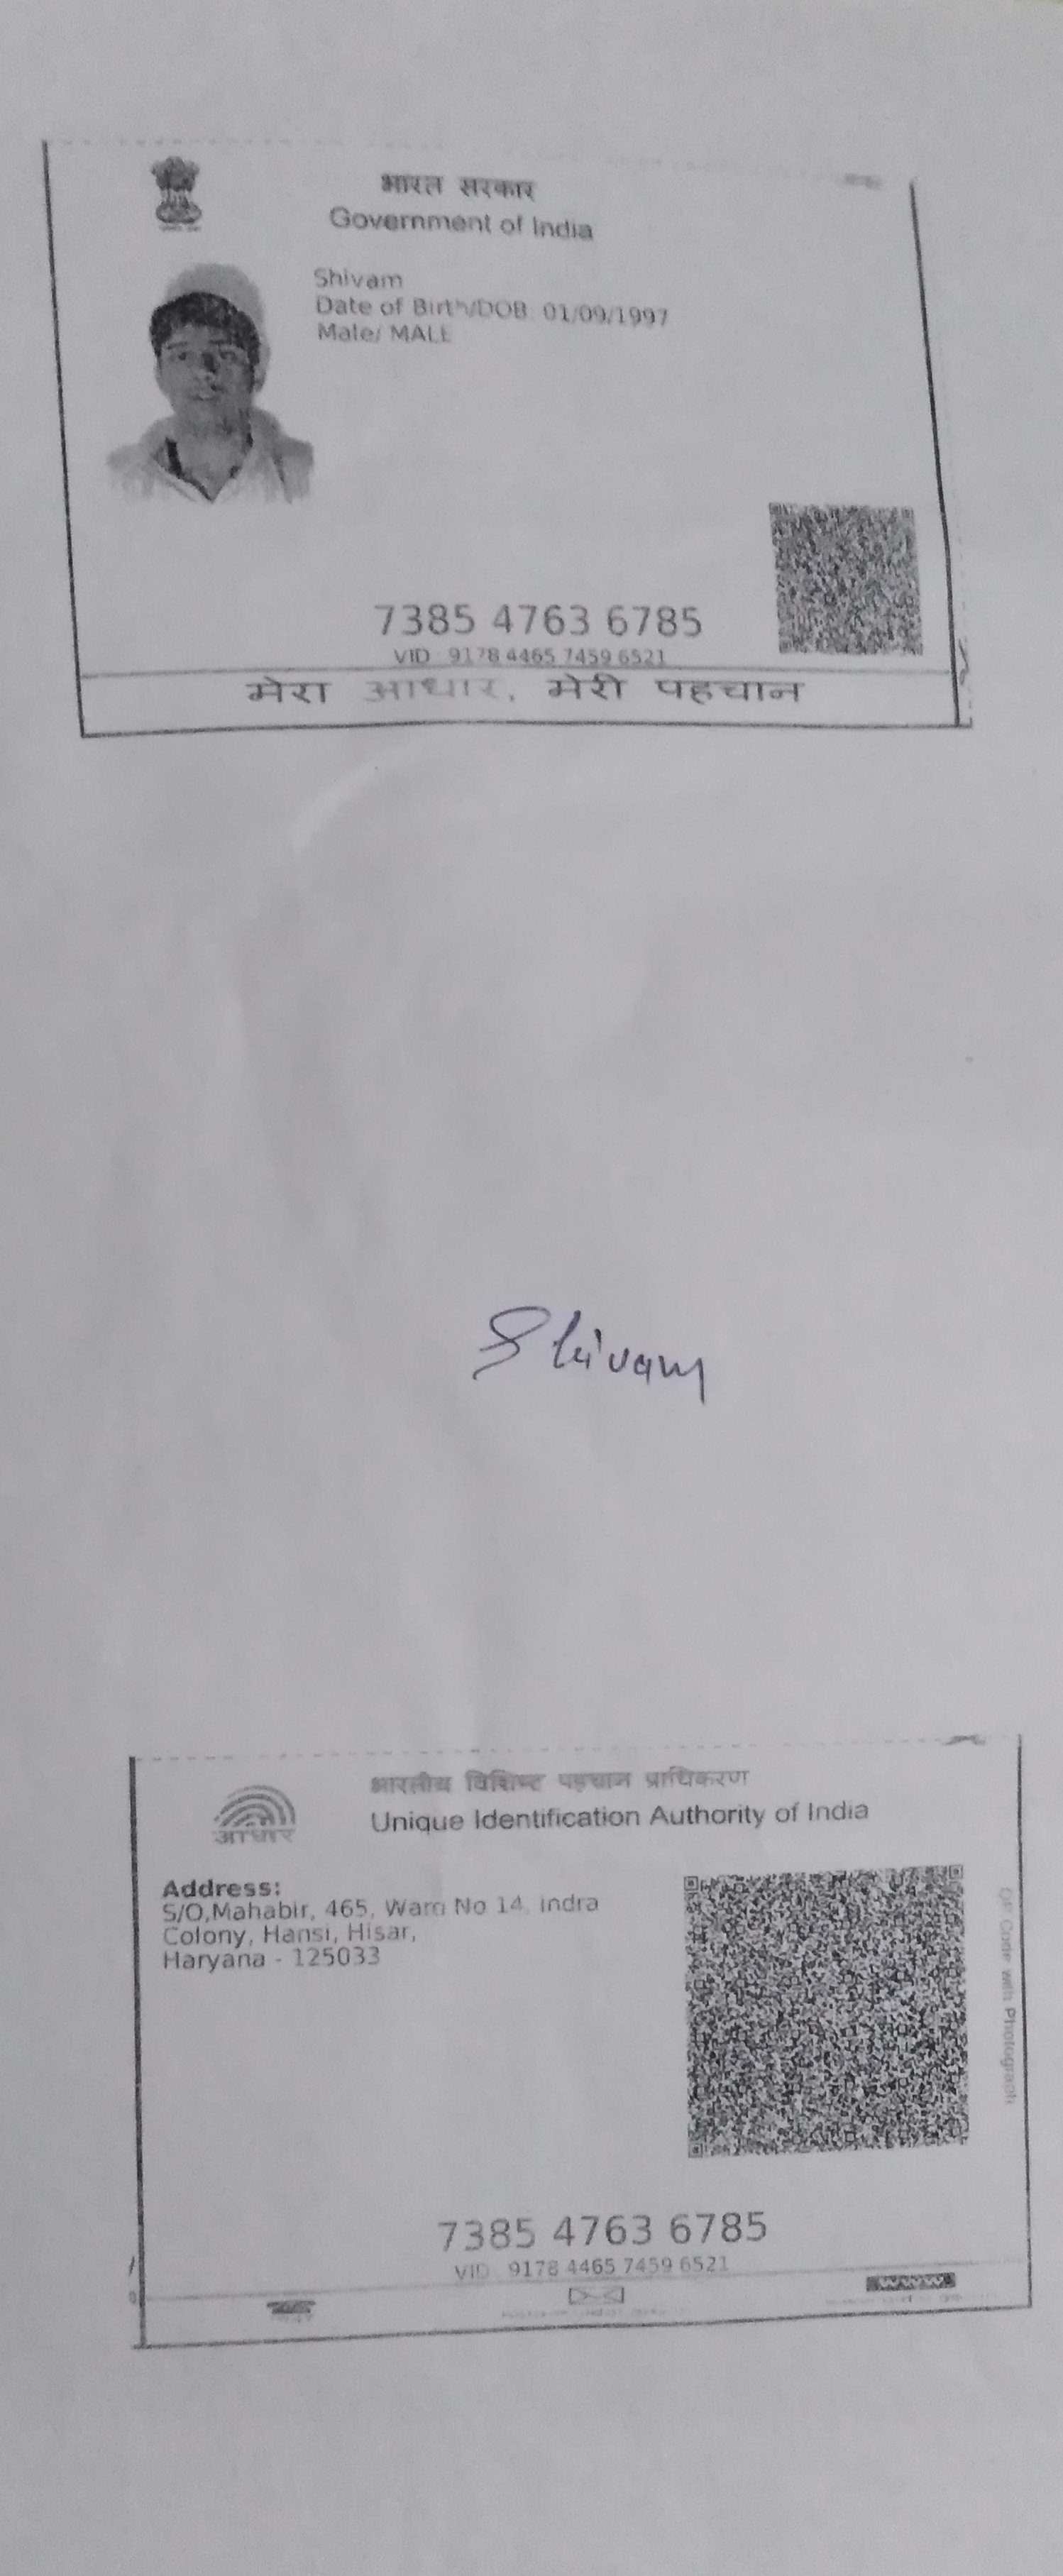 भारत सरकार
Government of India
Shivam
Date of Birth/DOB: 01/09/1997
Male/ MALE
7385 4763 6785
VID : 9178 4465 7459 6521
मेरा आधार, मेरी पहचान
Shivam
भारतीय विशिष्ट पहचान प्राधिकरण
Unique Identification Authority of India
आधार
Address:
S/O,Mahabir, 465, Ward No 14, Indra
Colony, Hansi, Hisar,
Haryana - 125033
QR Code with Photograph
7385 4763 6785
VID : 9178 4465 7459 6521
www